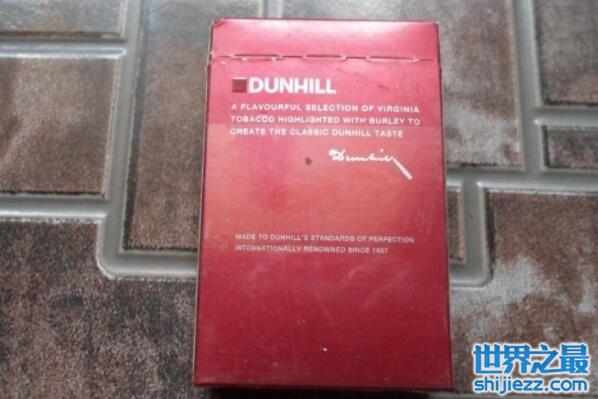 DUNHILL
A FLAVOURFUL SELECTION OF VIRGINIA
TOBACCO HIGHLIGHTED WITH BURLEY TO
CREATE THE CLASSIC DUNHILL TASTE
Dunhill
MADE TO DUNHILL'S STANDARDS OF PERFECTION
INTERNATIONALLY RENOWNED SINCE 1907
世界之最
shijiezz.com